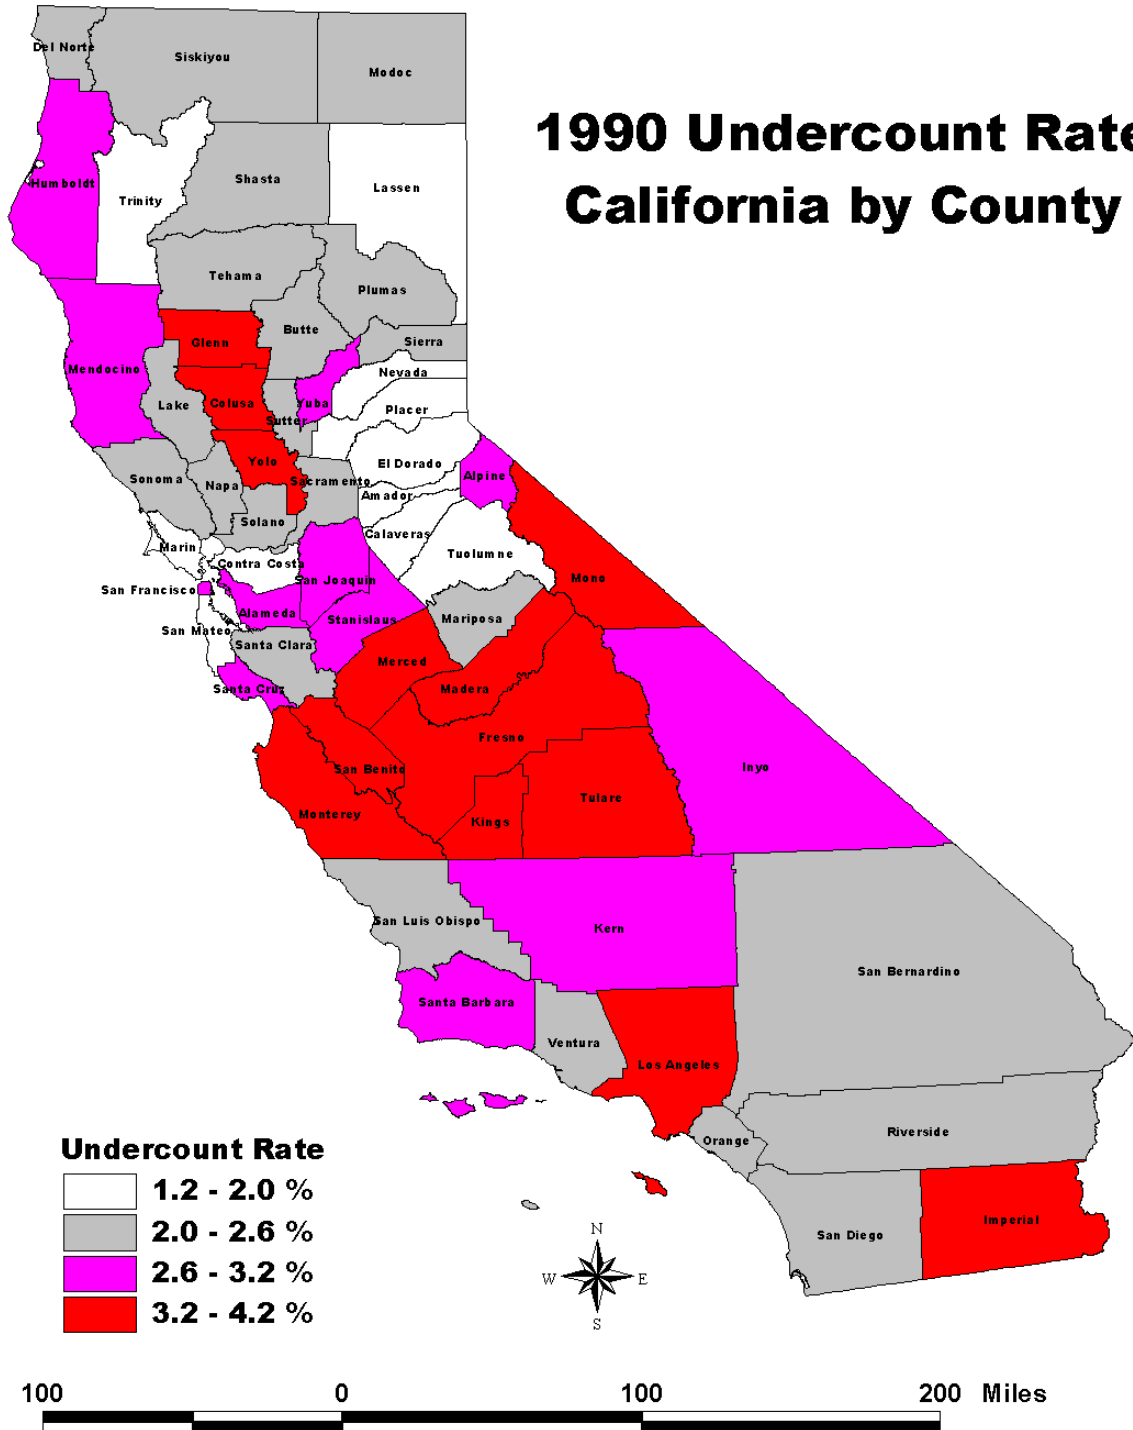 1990 Undercount Rate
California by County
Del Norte
Siskiyou
Modoc
Humboldt
Trinity
Shasta
Lassen
Tehama
Plumas
Glenn
Butte
Sierra
Mendocino
Nevada
Lake
Colusa
Yuba
Placer
Sutter
Yolo
El Dorado
Sonoma
Napa
Sacramento
Alpine
Amador
Solano
Calaveras
Marin
Contra Costa
Tuolumne
San Francisco
San Joaquin
Mono
Alameda
Stanislaus
Mariposa
San Mateo
Santa Clara
Merced
Madera
Santa Cruz
Fresno
San Benito
Inyo
Monterey
Kings
Tulare
San Luis Obispo
Kern
San Bernardino
Santa Barbara
Ventura
Los Angeles
Orange
Riverside
San Diego
Imperial
Undercount Rate
1.2 - 2.0 %
2.0 - 2.6 %
2.6 - 3.2 %
3.2 - 4.2 %
N
W E
S
100 0 100 200 Miles